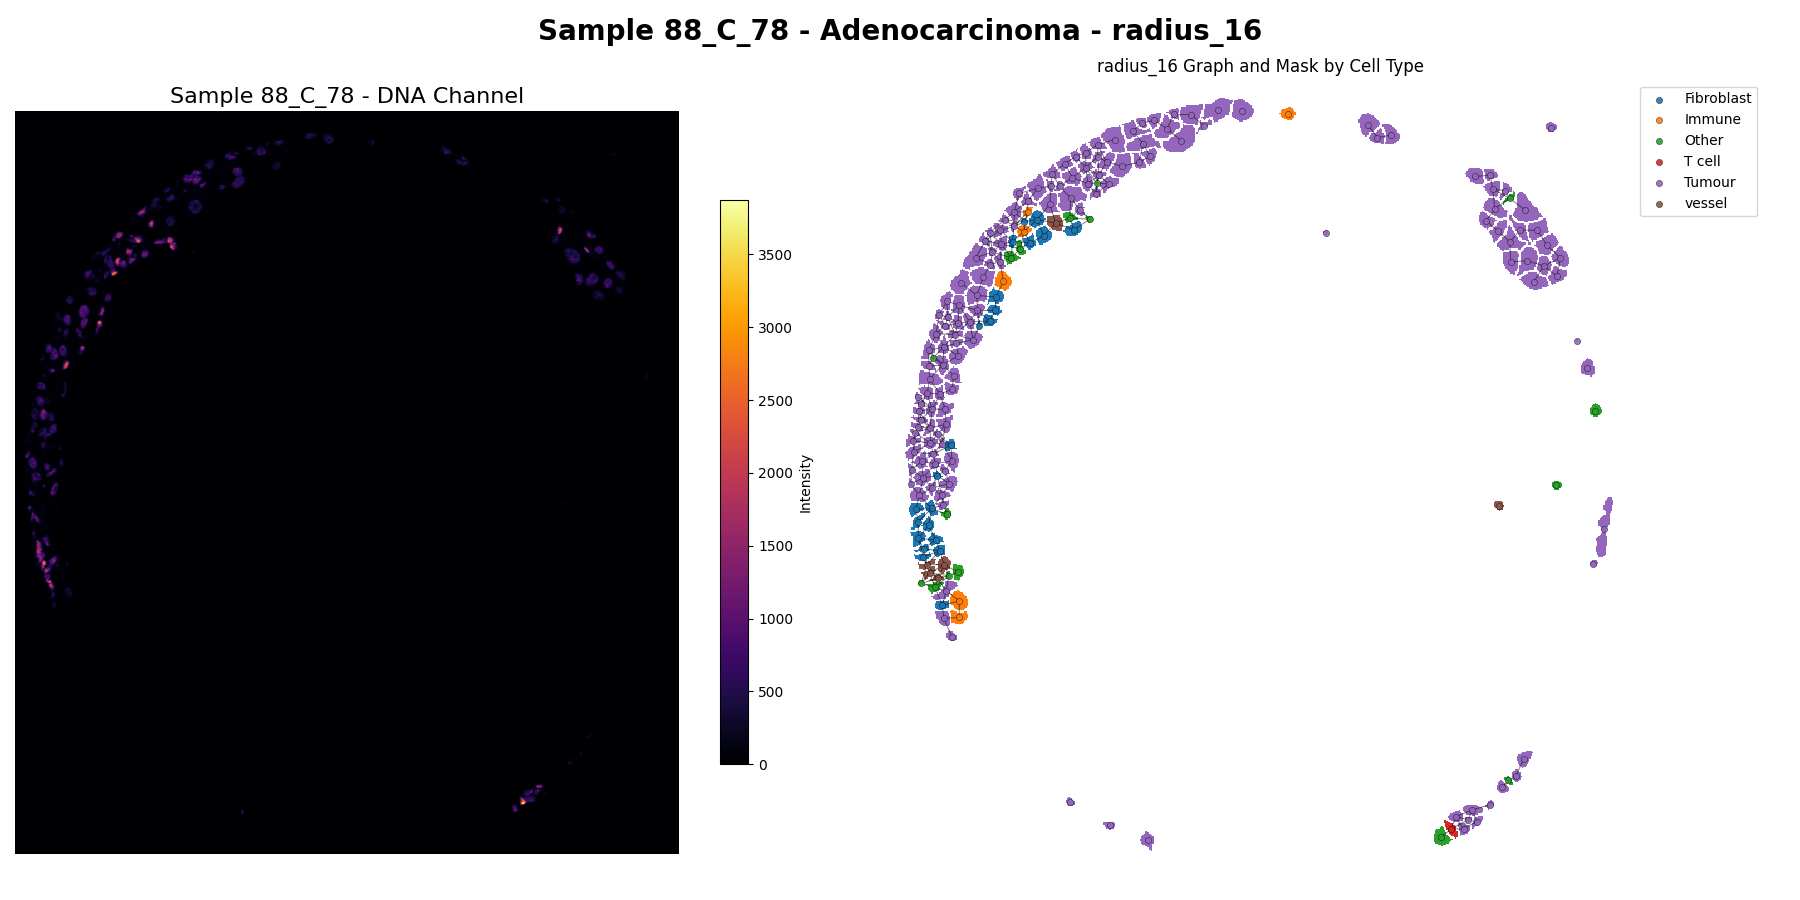 Sample 88_C_78 - Adenocarcinoma - radius_16
Sample 88_C_78 - DNA Channel
3500
3000
2500
2000
1500
1000
500
0
Intensity
radius_16 Graph and Mask by Cell Type
Fibroblast
Immune
Other
T cell
Tumour
vessel